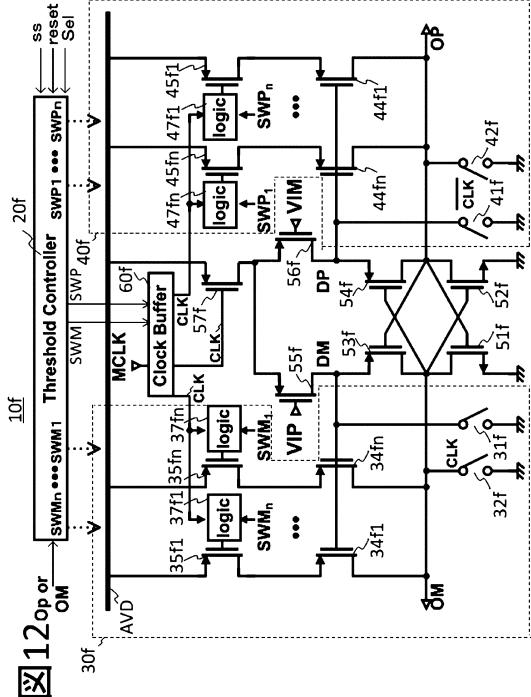 図12
10f
ss
reset
Sel
Op or
OM
Threshold Controller
20f
SWMn ••• SWM1
SWP1 ••• SWPn
SWM
SWP
AVD
30f
40f
MCLK
60f
Clock Buffer
CLK
CLK
CLK
CLK
57f
35f1
37f1
logic
SWMn
•••
35fn
37fn
logic
SWM1
47fn
45fn
logic
SWP1
•••
47f1
45f1
logic
SWPn
VIP
55f
VIM
56f
34f1
34fn
DM
DP
44fn
44f1
53f
54f
51f
52f
OM
OP
CLK
32f
31f
CLK
41f
42f